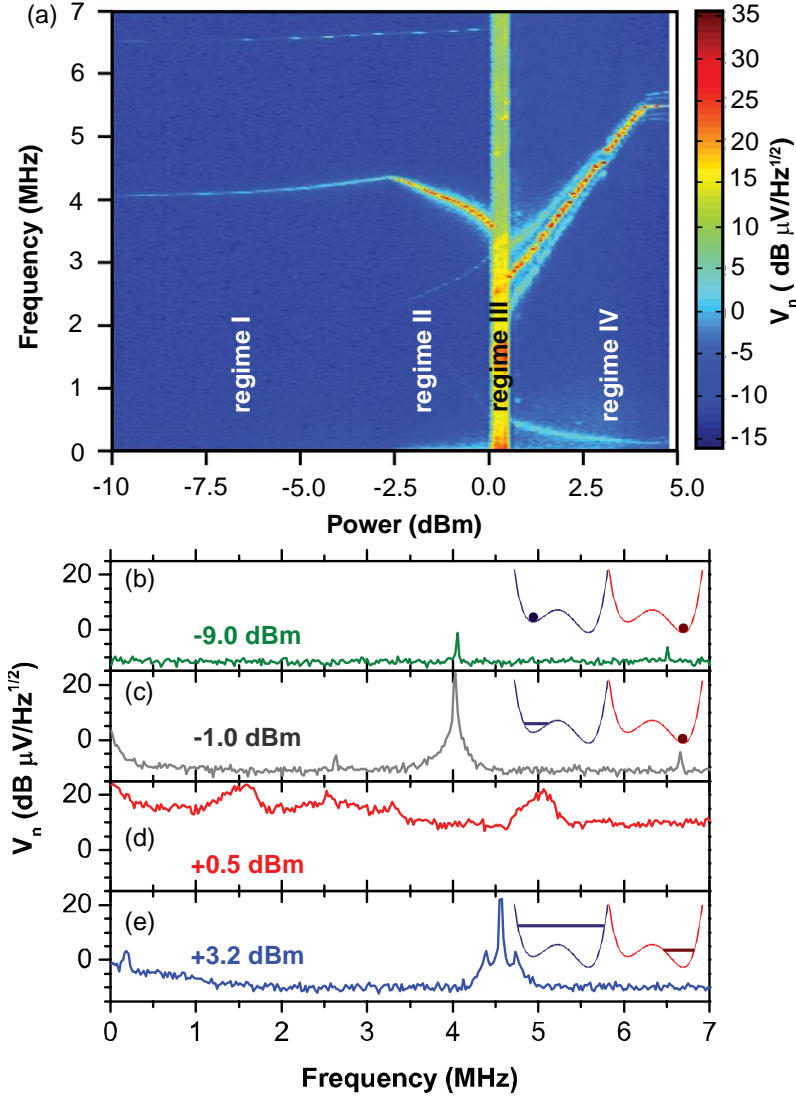 (a)
7
6
5
4
3
2
1
0
Frequency (MHz)
regime I
regime II
regime III
regime IV
-10
-7.5
-5.0
-2.5
0.0
2.5
5.0
Power (dBm)
35
30
25
20
15
10
5
0
-5
-10
-15
Vn ( dB μV/Hz1/2)
(b)
20
0
-9.0 dBm
(c)
20
0
-1.0 dBm
(d)
20
0
+0.5 dBm
(e)
20
0
+3.2 dBm
Vn (dB μV/Hz1/2)
0 1 2 3 4 5 6 7
Frequency (MHz)